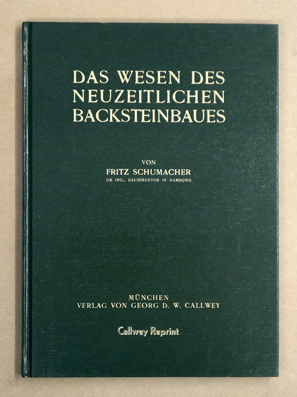 DAS WESEN DES
NEUZEITLICHEN
BACKSTEINBAUES
VON
FRITZ SCHUMACHER
DR. ING., BAUDIREKTOR IN HAMBURG
MÜNCHEN
VERLAG VON GEORG D. W. CALLWEY
Callwey Reprint